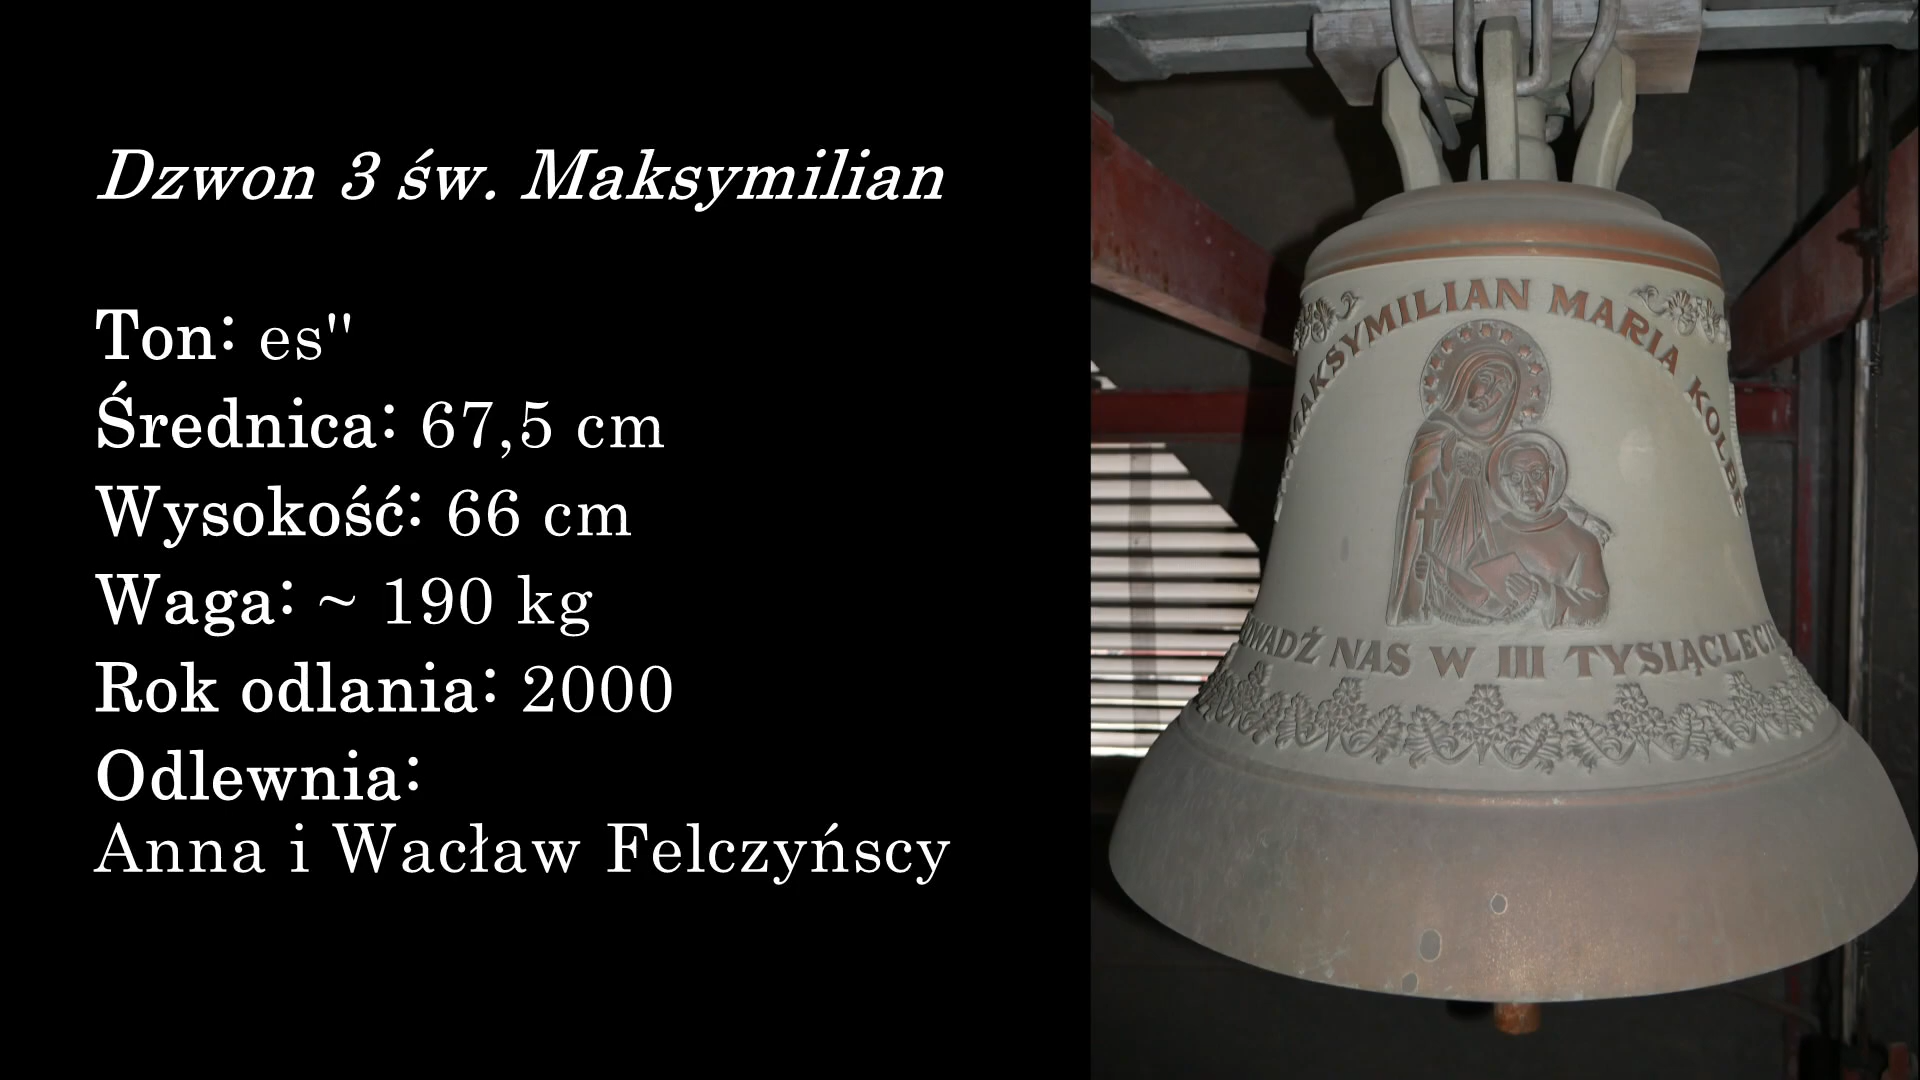 Dzwon 3 św. Maksymilian
Ton: es''
Średnica: 67,5 cm
Wysokość: 66 cm
Waga: ~ 190 kg
Rok odlania: 2000
Odlewnia:
Anna i Wacław Felczyńscy
MAKSYMILIAN MARIA KOLBE
NAS W III TYSIĄCLECIE